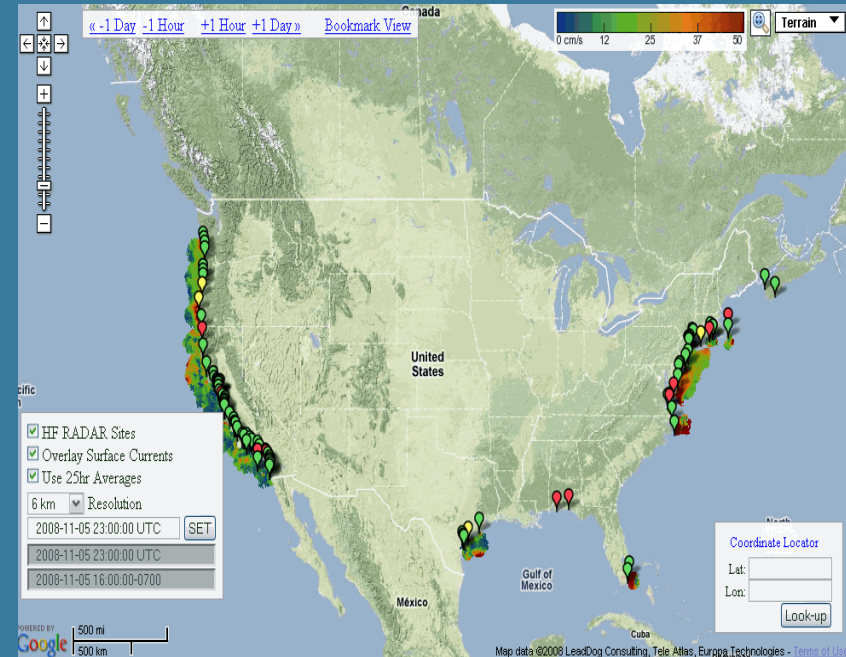 Canada
« -1 Day -1 Hour +1 Hour +1 Day » Bookmark View
0 cm/s 12 25 37 50
Terrain
United
States
cific
HF RADAR Sites
Overlay Surface Currents
Use 25hr Averages
6 km Resolution
2008-11-05 23:00:00 UTC SET
2008-11-05 23:00:00 UTC
2008-11-05 16:00:00-0700
North
Coordinate Locator
Lat:
Lon:
Look-up
Gulf of
Mexico
México
Cuba
POWERED BY
Google
500 mi
500 km
Map data ©2008 LeadDog Consulting, Tele Atlas, Europa Technologies - Terms of Use